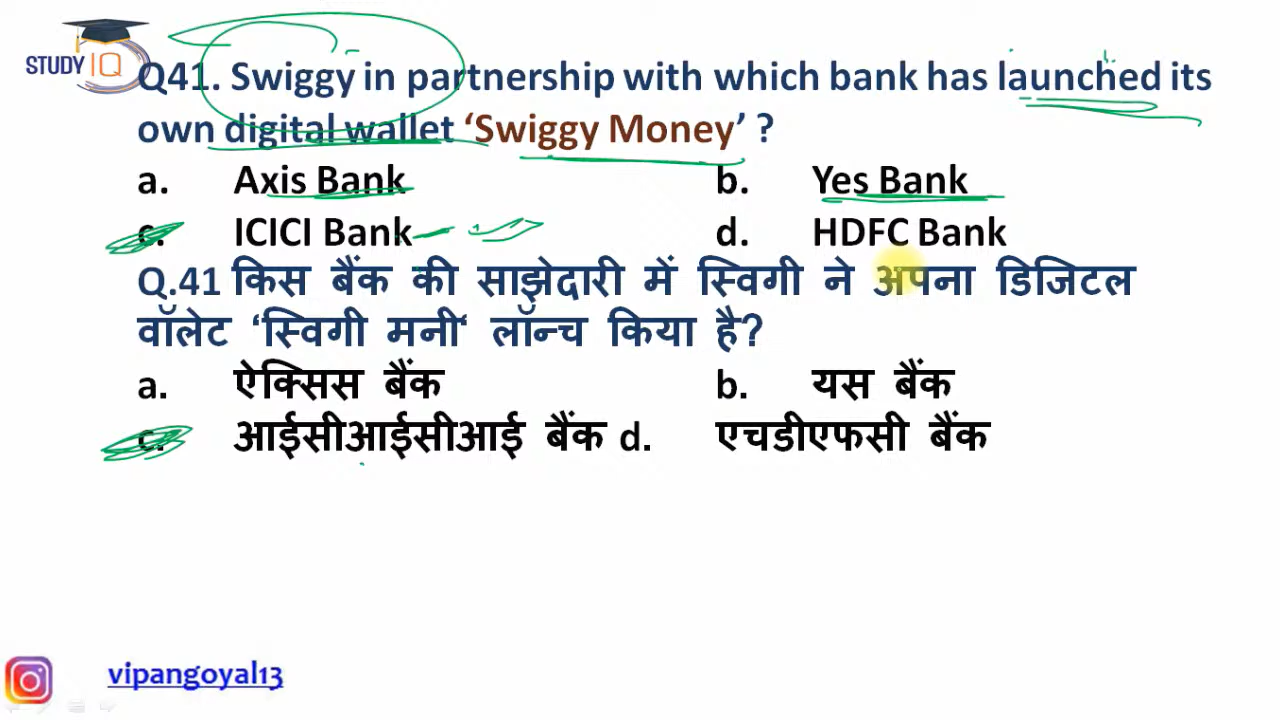 STUDY IQ
Q41. Swiggy in partnership with which bank has launched its
own digital wallet ‘Swiggy Money’ ?
a. Axis Bank b. Yes Bank
c. ICICI Bank d. HDFC Bank
Q.41 किस बैंक की साझेदारी में स्विगी ने अपना डिजिटल
वॉलेट ‘स्विगी मनी‘ लॉन्च किया है?
a. ऐक्सिस बैंक b. यस बैंक
c. आईसीआईसीआई बैंक d. एचडीएफसी बैंक
vipangoyal13